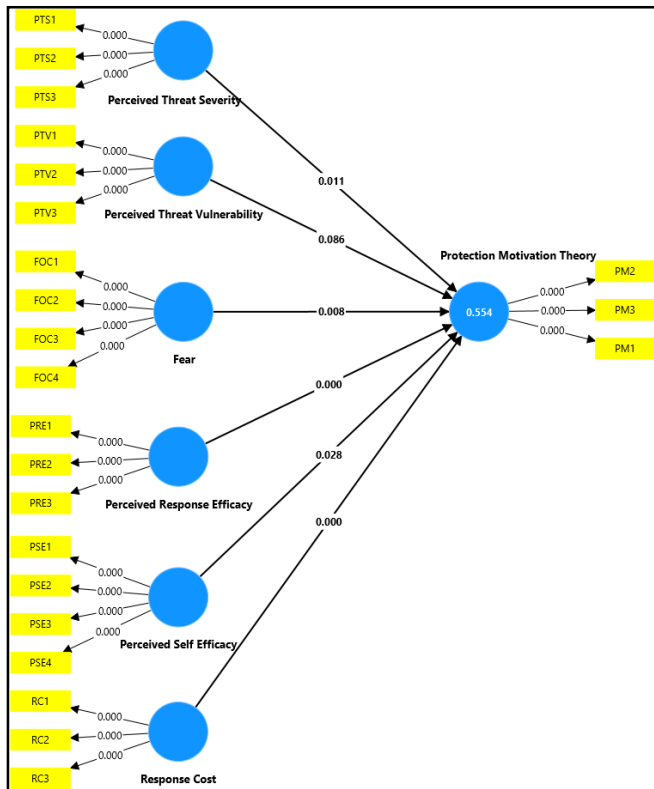 PTS1
0.000
PTS2
0.000
0.000
PTS3
Perceived Threat Severity
PTV1
0.000
PTV2
0.000
0.000
PTV3
Perceived Threat Vulnerability
FOC1
0.000
FOC2
0.000
0.000
FOC3
0.000
FOC4
Fear
PRE1
0.000
PRE2
0.000
0.000
PRE3
Perceived Response Efficacy
PSE1
0.000
PSE2
0.000
0.000
PSE3
0.000
PSE4
Perceived Self Efficacy
RC1
0.000
RC2
0.000
0.000
RC3
Response Cost
0.011
0.086
0.008
0.000
0.028
0.000
Protection Motivation Theory
0.554
0.000
PM2
0.000
PM3
0.000
PM1